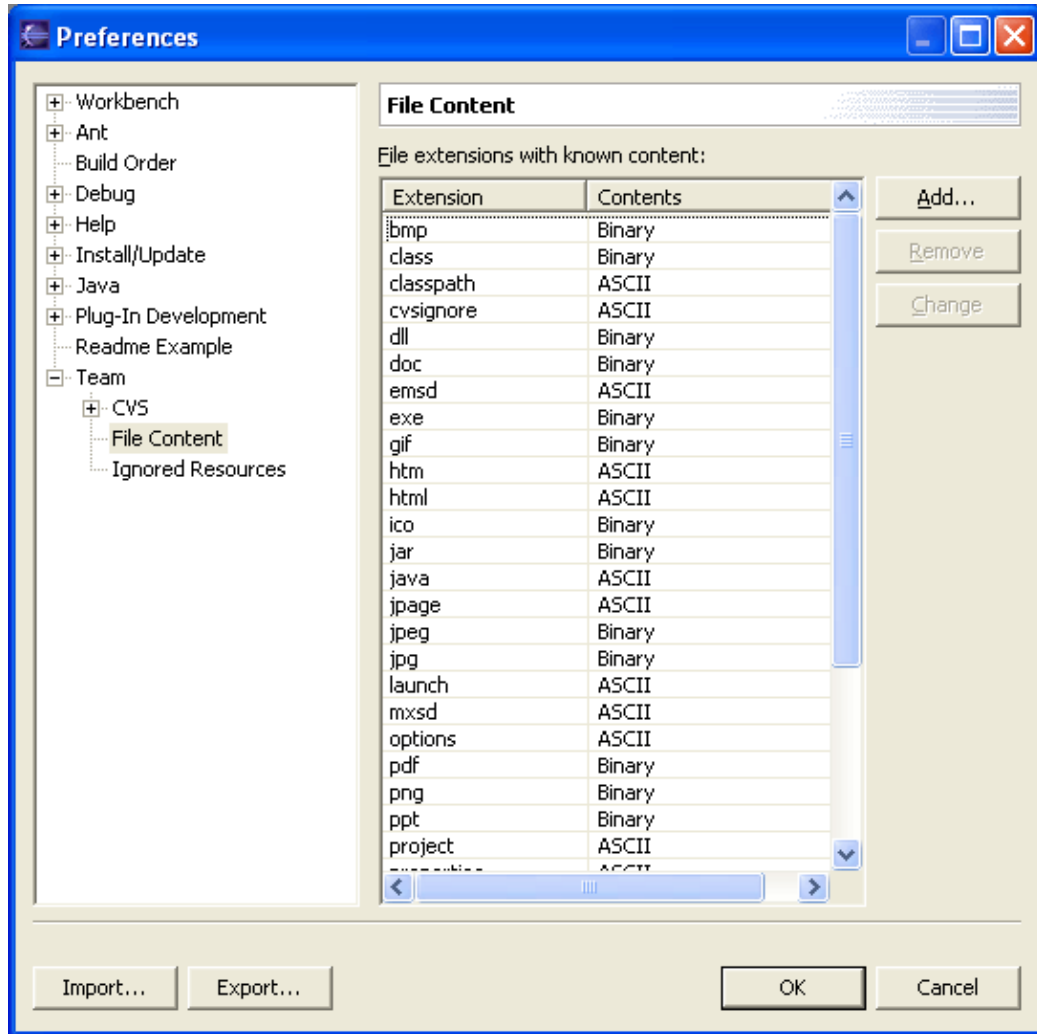 Preferences
Workbench
Ant
Build Order
Debug
Help
Install/Update
Java
Plug-In Development
Readme Example
Team
CVS
File Content
Ignored Resources
File Content
File extensions with known content:
Extension Contents
bmp Binary
class Binary
classpath ASCII
cvsignore ASCII
dll Binary
doc Binary
emsd ASCII
exe Binary
gif Binary
htm ASCII
html ASCII
ico Binary
jar Binary
java ASCII
jpage ASCII
jpeg Binary
jpg Binary
launch ASCII
mxsd ASCII
options ASCII
pdf Binary
png Binary
ppt Binary
project ASCII
Add...
Remove
Change
Import... Export... OK Cancel